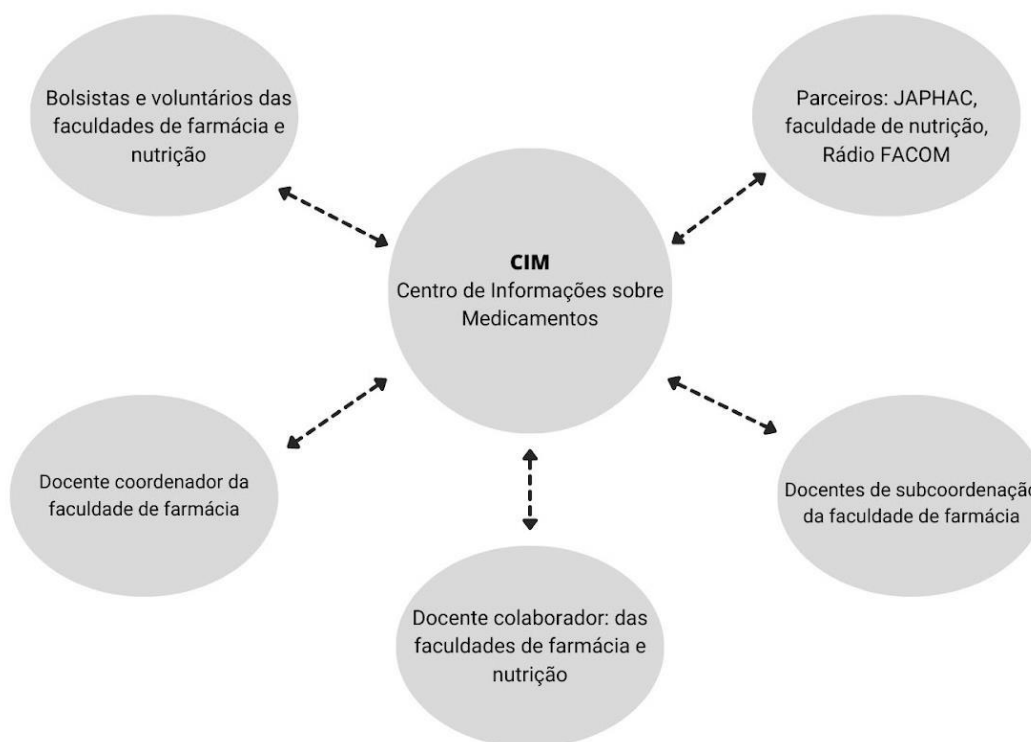 Bolsistas e voluntários das
faculdades de farmácia e
nutrição
Parceiros: JAPHAC,
faculdade de nutrição,
Rádio FACOM
CIM
Centro de Informações sobre
Medicamentos
Docente coordenador da
faculdade de farmácia
Docentes de subcoordenação
da faculdade de farmácia
Docente colaborador: das
faculdades de farmácia e
nutrição